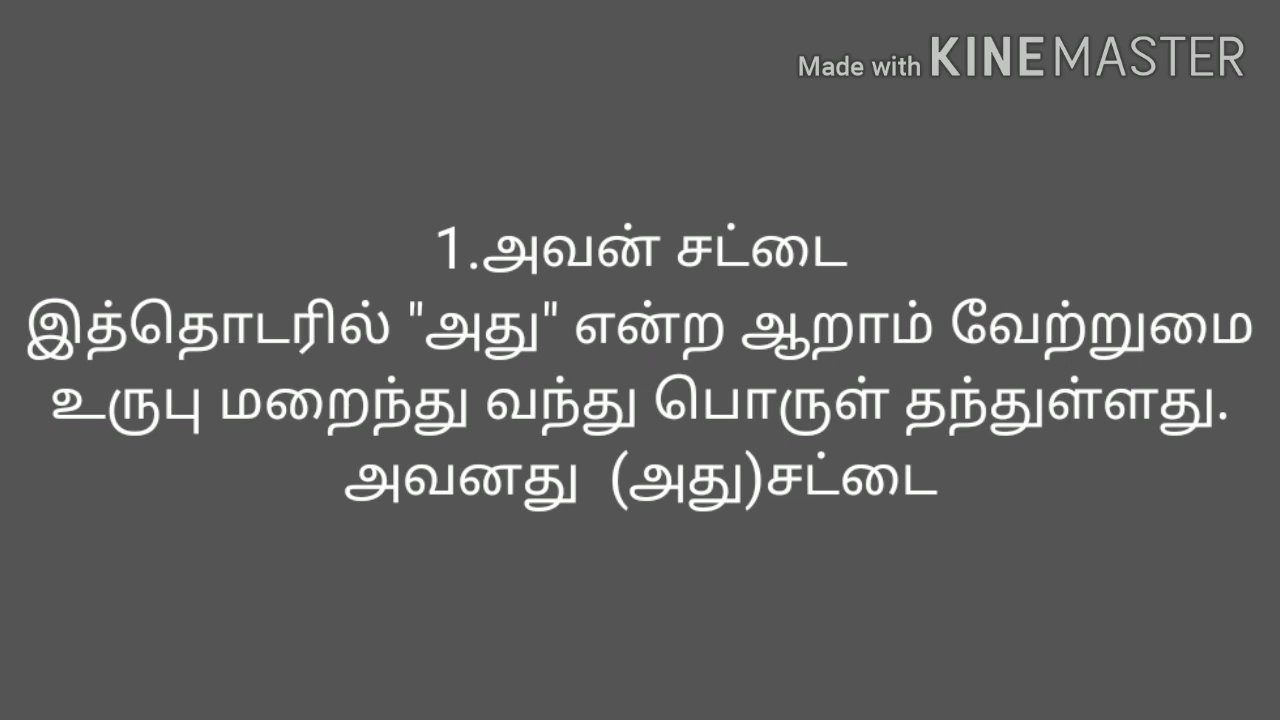 Made with KINEMASTER
1.அவன் சட்டை
இத்தொடரில் "அது" என்ற ஆறாம் வேற்றுமை
உருபு மறைந்து வந்து பொருள் தந்துள்ளது.
அவனது (அது)சட்டை